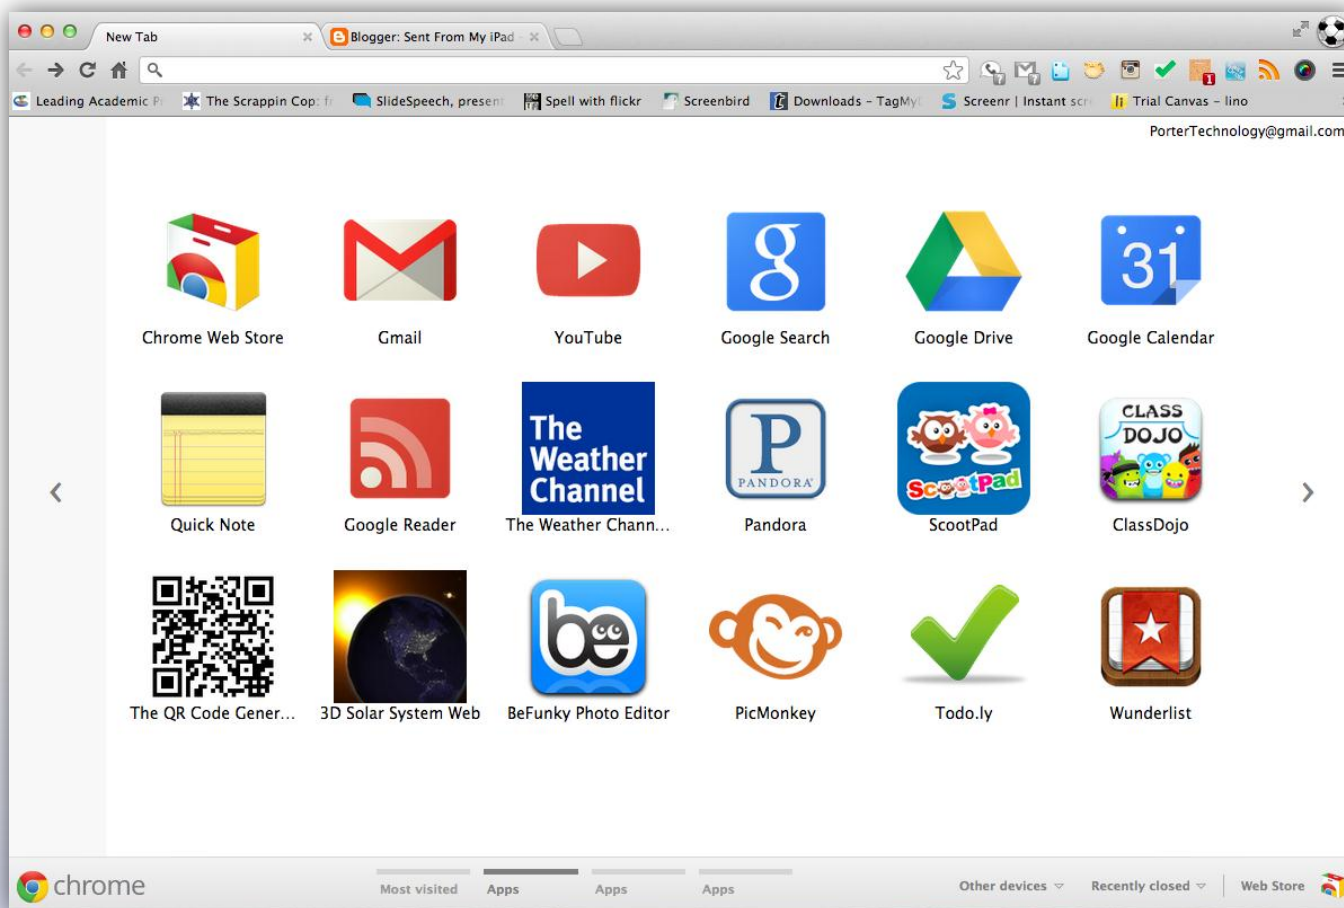 New Tab
Blogger: Sent From My iPad -
Leading Academic P
The Scrappin Cop: f
SlideSpeech, present
Spell with flickr
Screenbird
Downloads - TagMy
Screenr | Instant scr
Trial Canvas - lino
PorterTechnology@gmail.com
31
Chrome Web Store
Gmail
YouTube
Google Search
Google Drive
Google Calendar
The
Weather
Channel
P
PANDORA
ScootPad
CLASS
DOJO
Quick Note
Google Reader
The Weather Chann...
Pandora
ScootPad
ClassDojo
be
The QR Code Gener...
3D Solar System Web
BeFunky Photo Editor
PicMonkey
Todo.ly
Wunderlist
chrome
Most visited
Apps
Apps
Apps
Other devices
Recently closed
Web Store